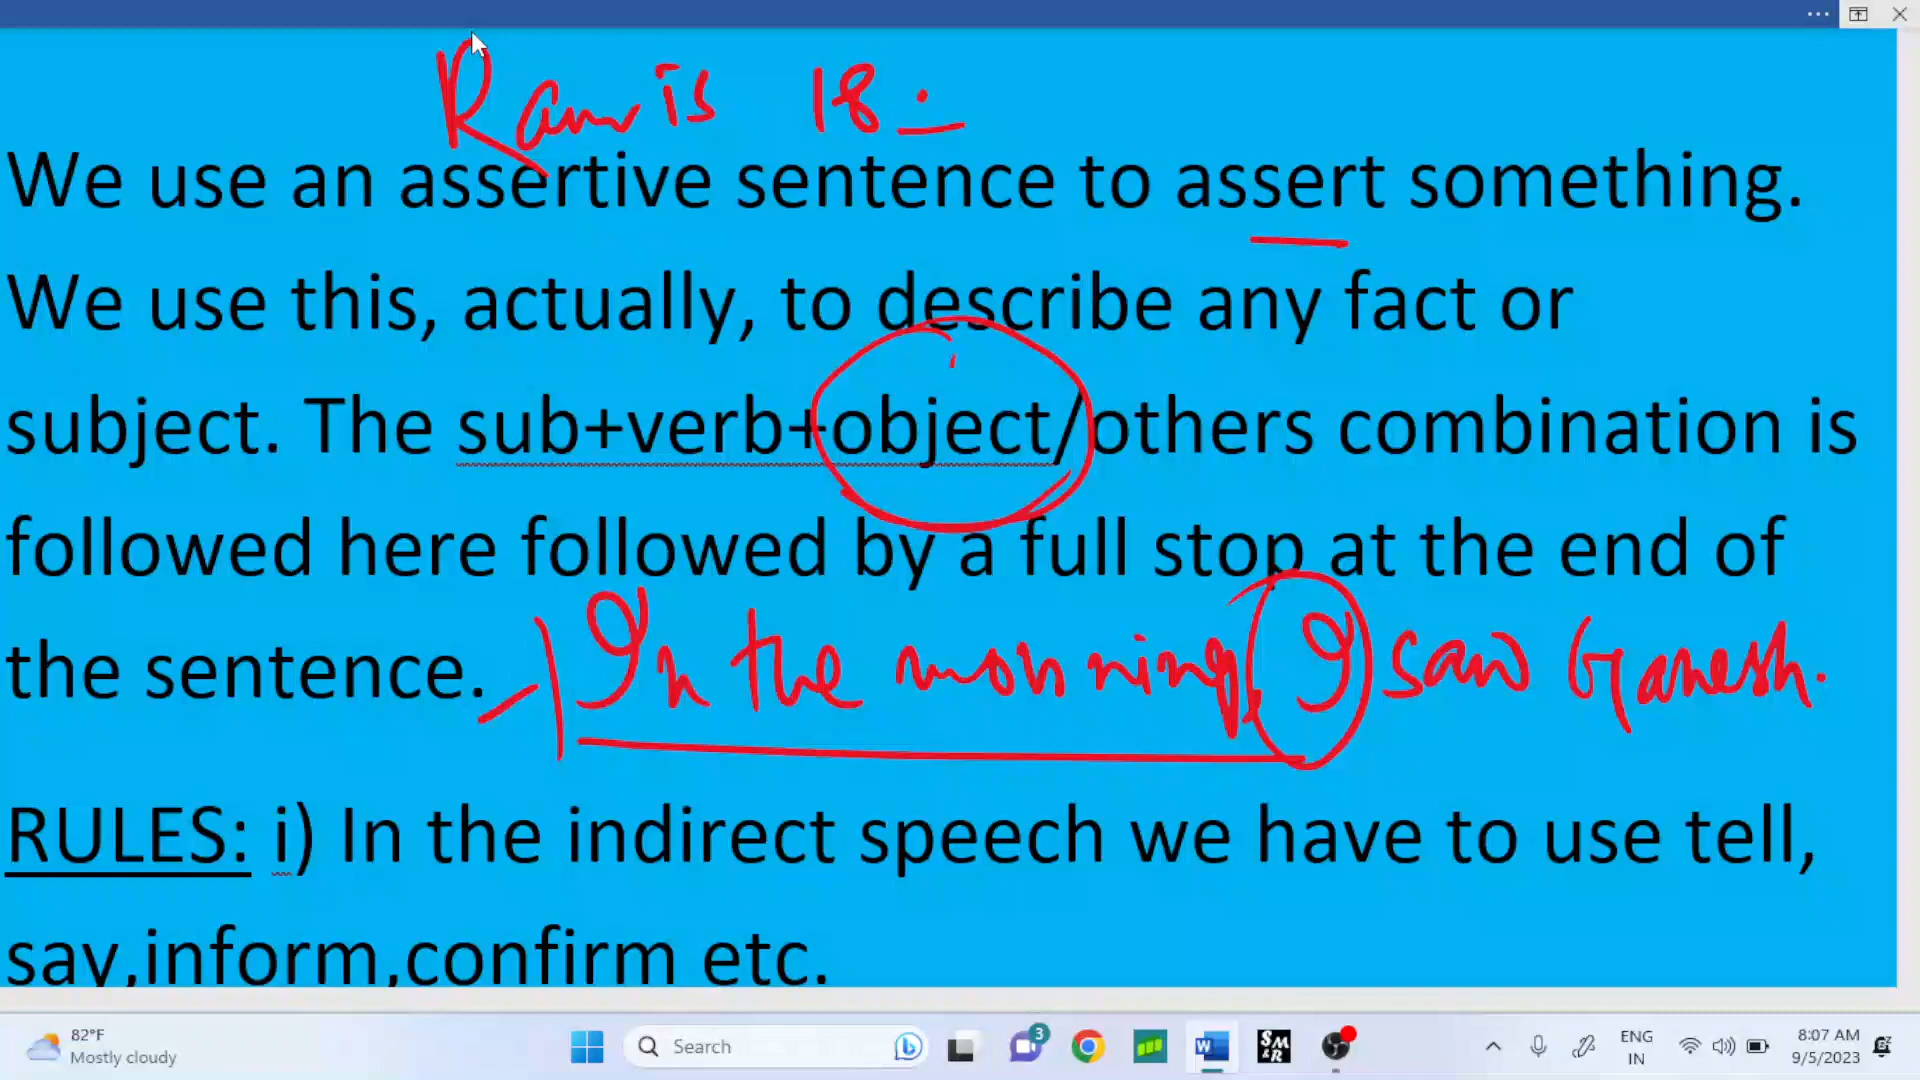 Ram is 18.
We use an assertive sentence to assert something.
We use this, actually, to describe any fact or
subject. The sub+verb+object/others combination is
followed here followed by a full stop at the end of
the sentence.
In the morning, I saw Ganesh.
RULES: i) In the indirect speech we have to use tell,
say,inform,confirm etc.
82°F
Mostly cloudy
Search
3
SM
&R
ENG
IN
8:07 AM
9/5/2023